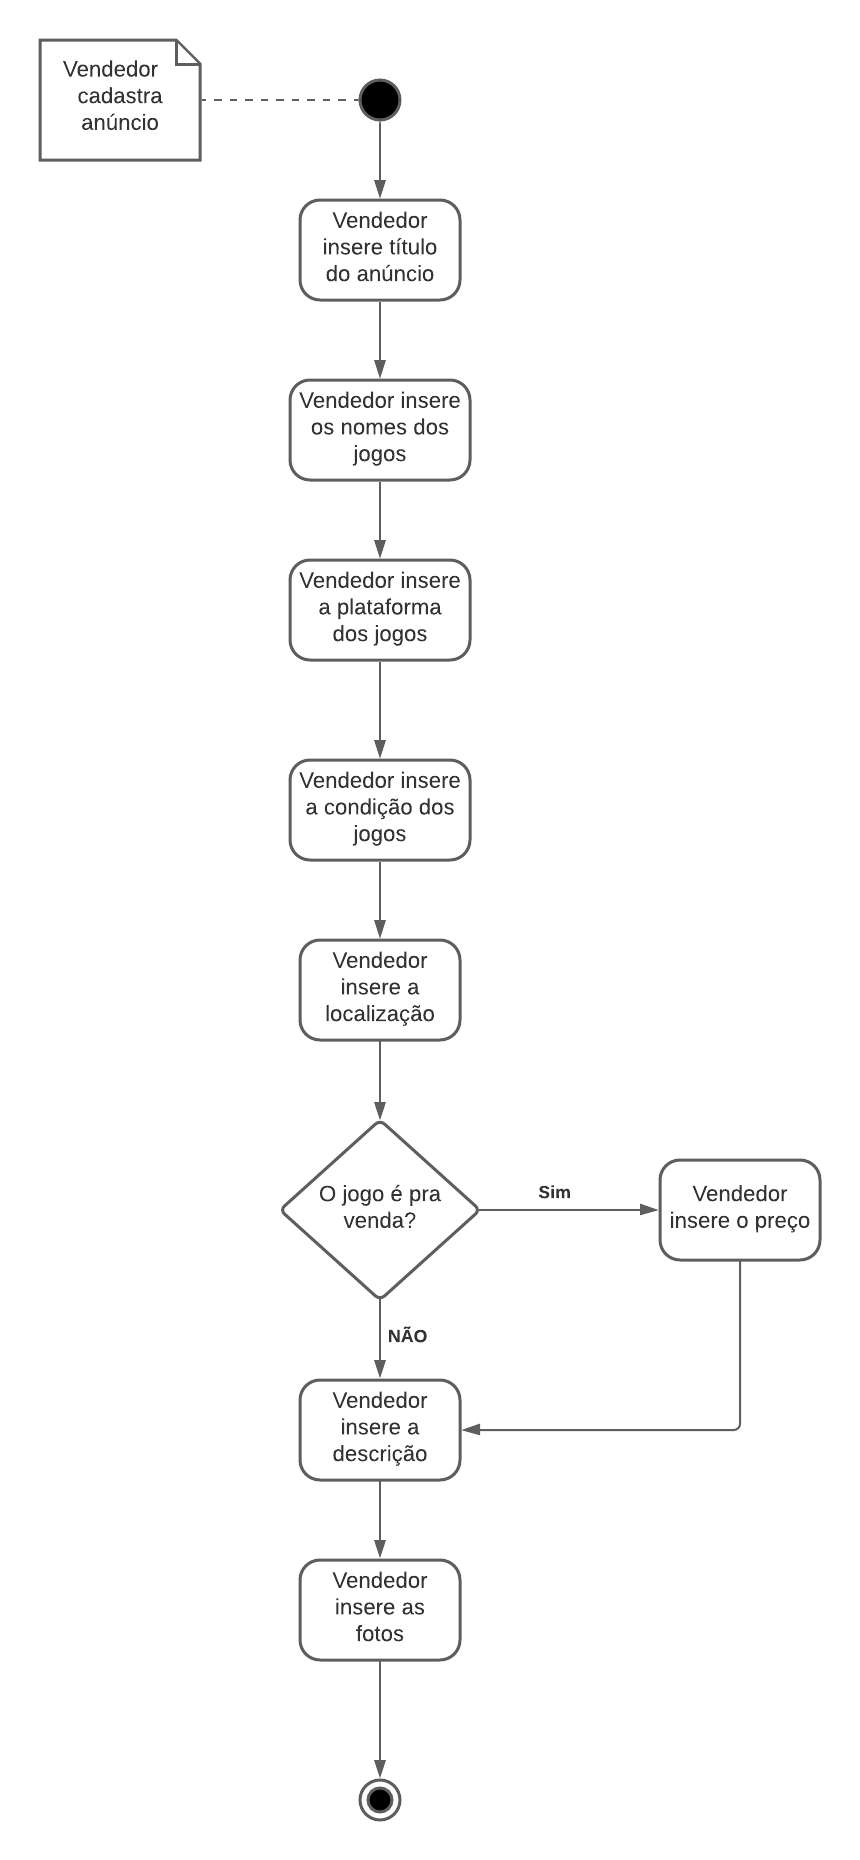 Vendedor
cadastra
anúncio
Vendedor
insere título
do anúncio
Vendedor insere
os nomes dos
jogos
Vendedor insere
a plataforma
dos jogos
Vendedor insere
a condição dos
jogos
Vendedor
insere a
localização
O jogo é pra
venda?
Sim
Vendedor
insere o preço
NÃO
Vendedor
insere a
descrição
Vendedor
insere as
fotos